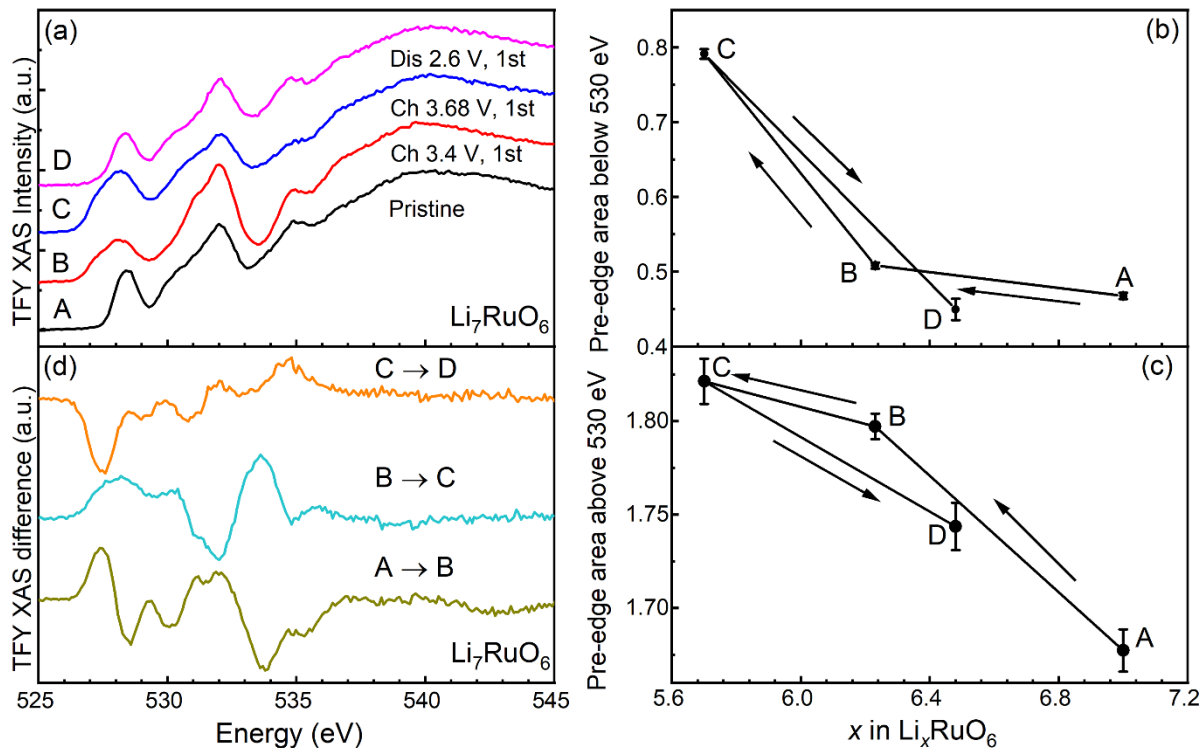 (a)
TFY XAS Intensity (a.u.)
Dis 2.6 V, 1st
Ch 3.68 V, 1st
Ch 3.4 V, 1st
Pristine
D
C
B
A
Li₇RuO₆
(b)
Pre-edge area below 530 eV
0.8
0.7
0.6
0.5
0.4
C
B
D
A
(d)
TFY XAS difference (a.u.)
C → D
B → C
A → B
Li₇RuO₆
525 530 535 540 545
Energy (eV)
(c)
Pre-edge area above 530 eV
1.80
1.75
1.70
C
B
D
A
5.6 6.0 6.4 6.8 7.2
x in LiₓRuO₆